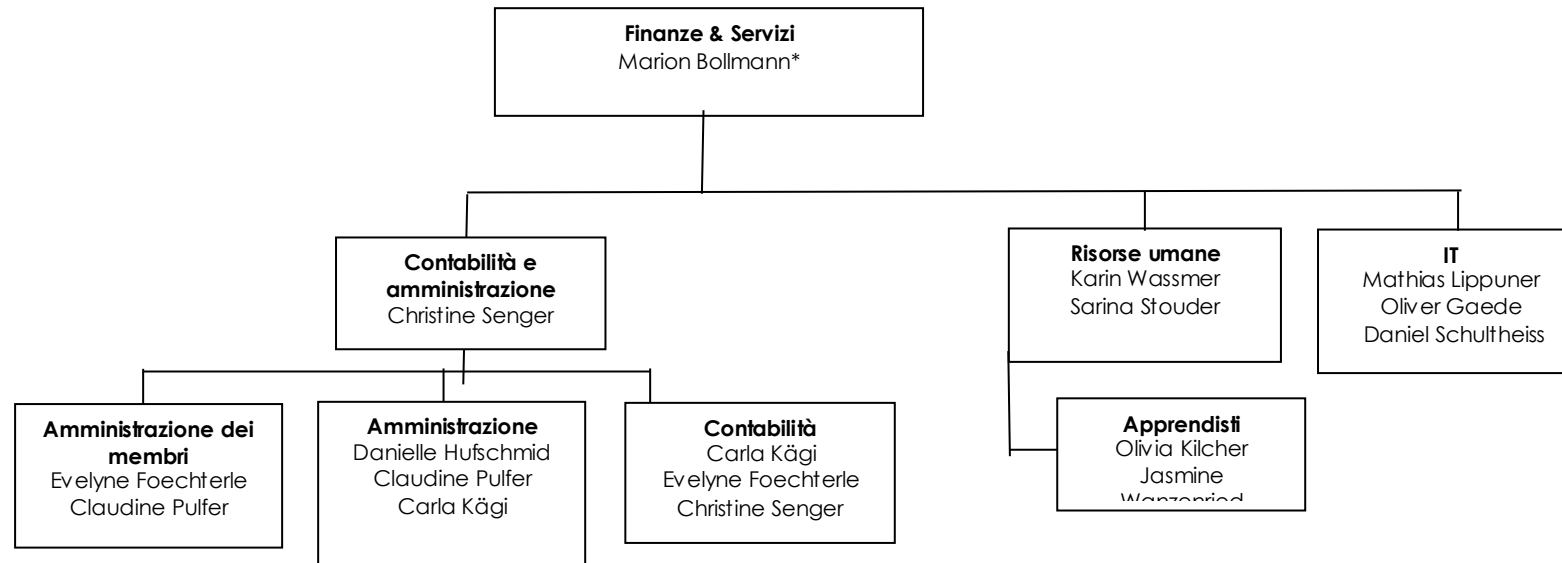 Finanze & Servizi
Marion Bollmann*
Contabilità e
amministrazione
Christine Senger
Risorse umane
Karin Wassmer
Sarina Stouder
IT
Mathias Lippuner
Oliver Gaede
Daniel Schultheiss
Amministrazione dei
membri
Evelyne Foechterle
Claudine Pulfer
Amministrazione
Danielle Hufschmid
Claudine Pulfer
Carla Kägi
Contabilità
Carla Kägi
Evelyne Foechterle
Christine Senger
Apprendisti
Olivia Kilcher
Jasmine
Wanzenried